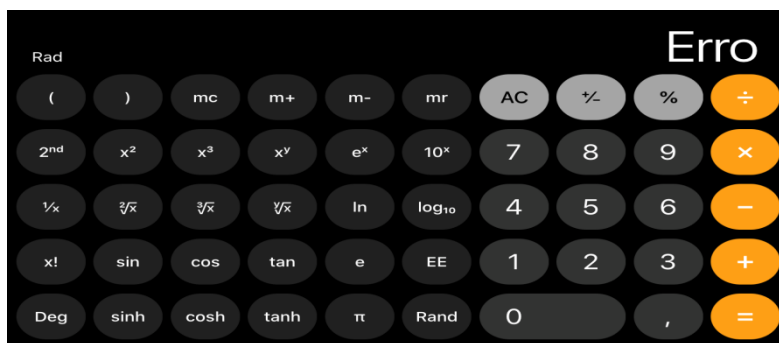 Erro
Rad
( ) mc m+ m- mr AC +/- % ÷
2ⁿᵈ x² x³ xʸ eˣ 10ˣ 7 8 9 ×
¹/x ²√x ³√x ʸ√x ln log₁₀ 4 5 6 −
x! sin cos tan e EE 1 2 3 +
Deg sinh cosh tanh π Rand 0 , =